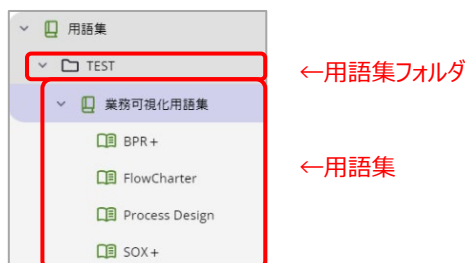 用語集
TEST
←用語集フォルダ
業務可視化用語集
BPR+
FlowCharter
←用語集
Process Design
SOX+